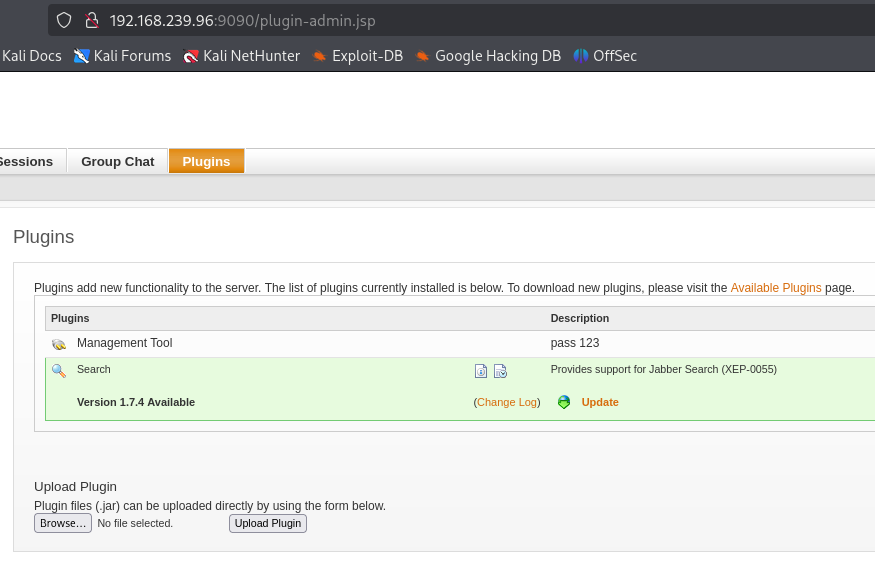 192.168.239.96:9090/plugin-admin.jsp
Kali Docs Kali Forums Kali NetHunter Exploit-DB Google Hacking DB OffSec
Sessions Group Chat Plugins
Plugins
Plugins add new functionality to the server. The list of plugins currently installed is below. To download new plugins, please visit the Available Plugins page.
Plugins Description
Management Tool pass 123
Search Provides support for Jabber Search (XEP-0055)
Version 1.7.4 Available (Change Log) Update
Upload Plugin
Plugin files (.jar) can be uploaded directly by using the form below.
Browse... No file selected. Upload Plugin